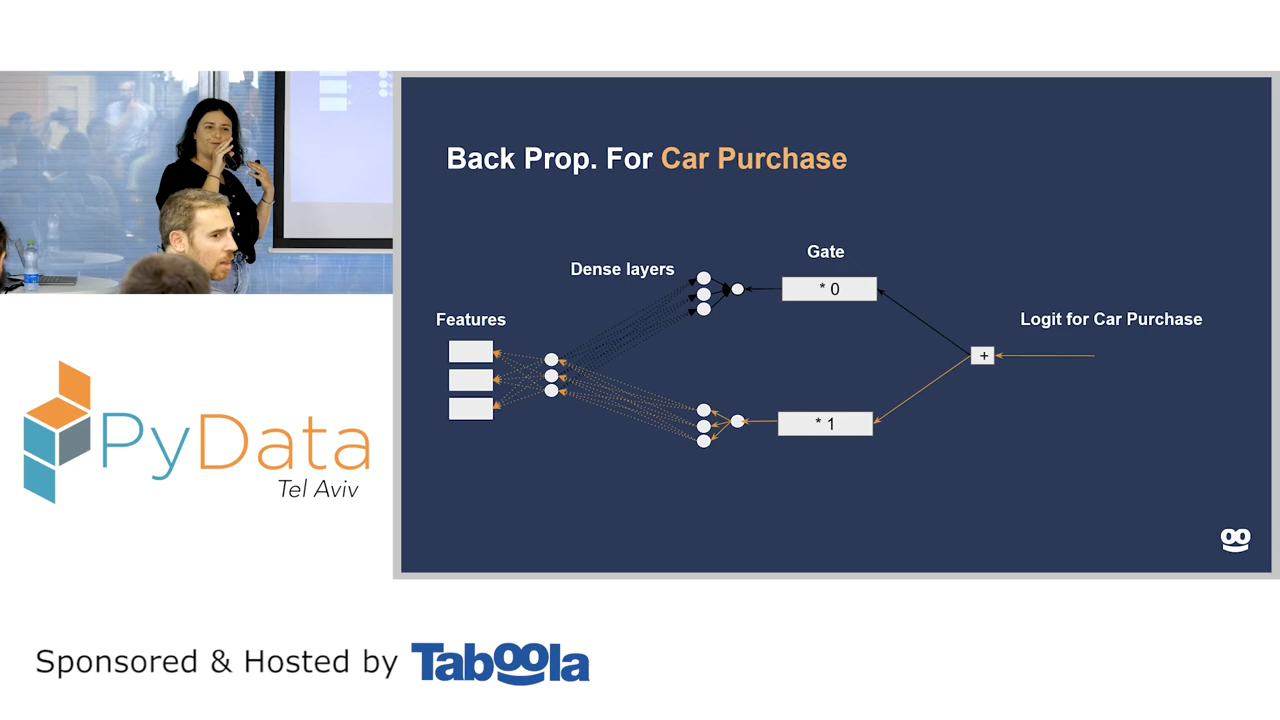 Back Prop. For Car Purchase
Gate
Dense layers
* 0
Features
Logit for Car Purchase
+
* 1
PyData
Tel Aviv
Sponsored & Hosted by Taboola